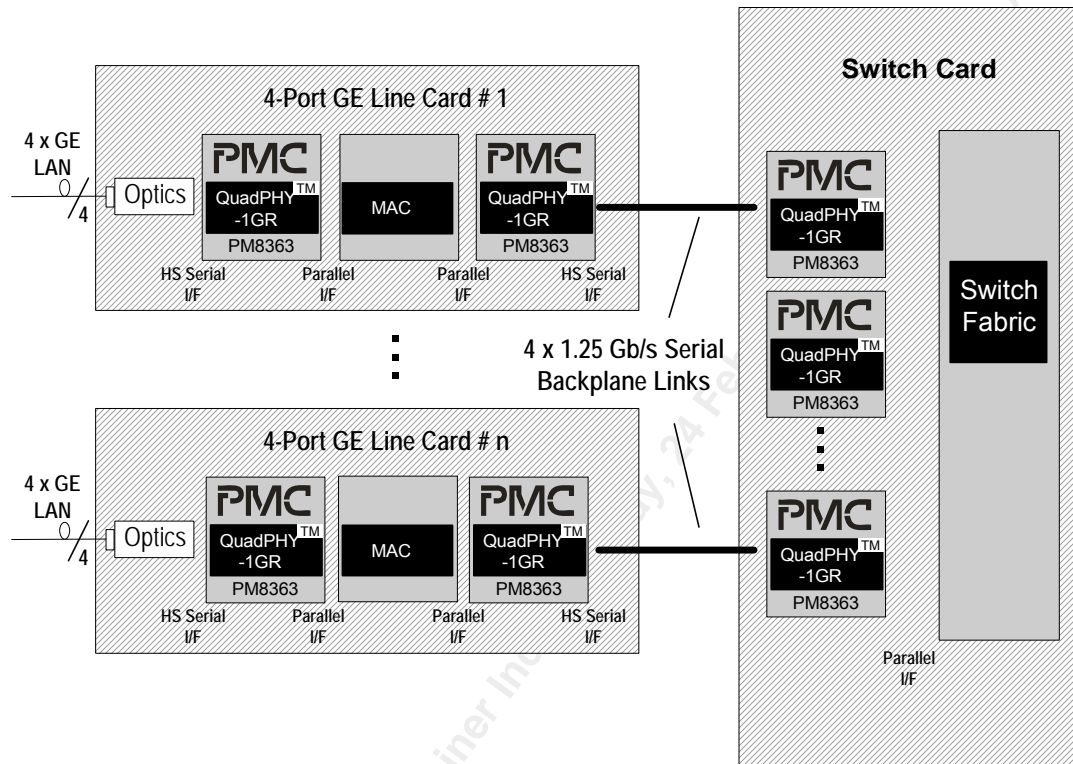 Switch Card
4-Port GE Line Card # 1
4 x GE
LAN
4
Optics
PMC
QuadPHY
TM
-1GR
PM8363
MAC
PMC
QuadPHY
TM
-1GR
PM8363
HS Serial
I/F
Parallel
I/F
Parallel
I/F
HS Serial
I/F
4 x 1.25 Gb/s Serial
Backplane Links
4-Port GE Line Card # n
4 x GE
LAN
4
Optics
PMC
QuadPHY
TM
-1GR
PM8363
MAC
PMC
QuadPHY
TM
-1GR
PM8363
HS Serial
I/F
Parallel
I/F
Parallel
I/F
HS Serial
I/F
PMC
QuadPHY
TM
-1GR
PM8363
PMC
QuadPHY
TM
-1GR
PM8363
PMC
QuadPHY
TM
-1GR
PM8363
Switch
Fabric
Parallel
I/F